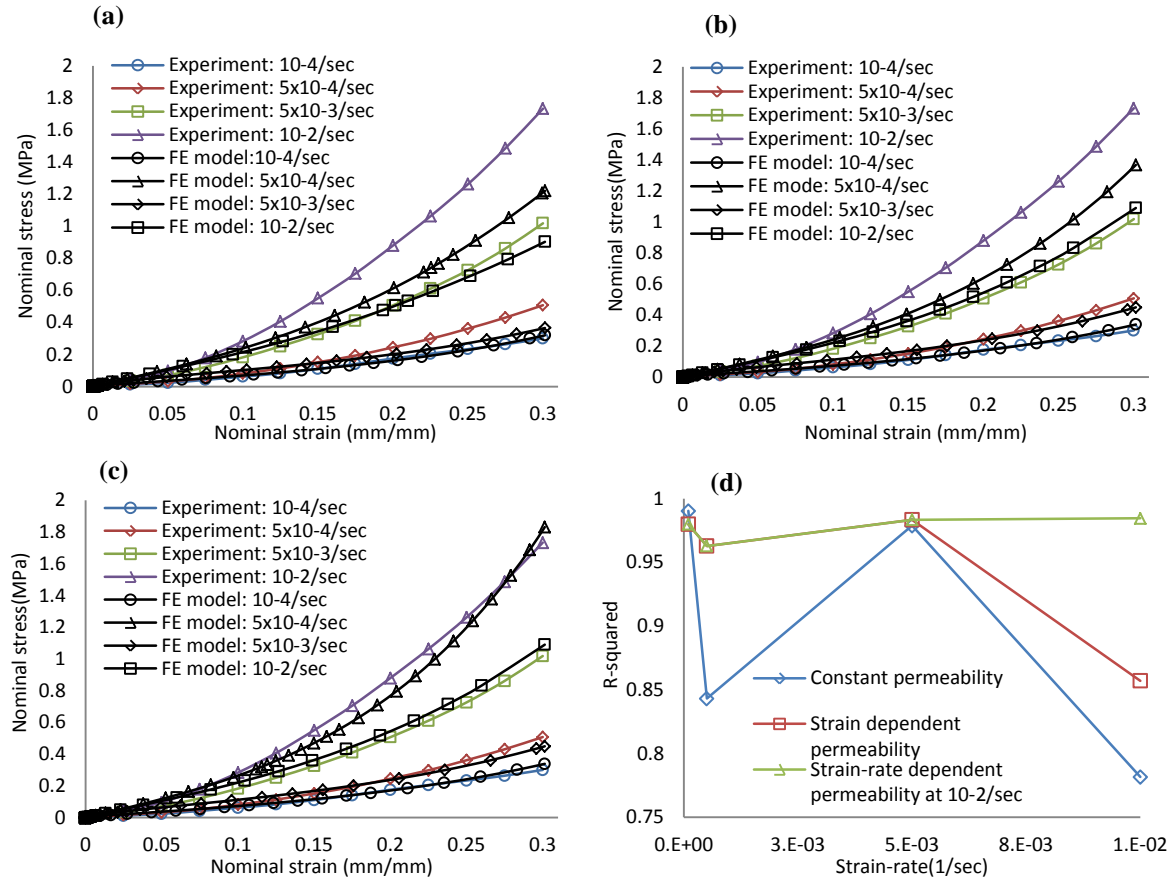 (a)
Nominal stress (MPa)
2
1.8
1.6
1.4
1.2
1
0.8
0.6
0.4
0.2
0
Experiment: 10-4/sec
Experiment: 5x10-4/sec
Experiment: 5x10-3/sec
Experiment: 10-2/sec
FE model:10-4/sec
FE model: 5x10-4/sec
FE model: 5x10-3/sec
FE model: 10-2/sec
0 0.05 0.1 0.15 0.2 0.25 0.3
Nominal strain (mm/mm)
(b)
Nominal stress(MPa)
2
1.8
1.6
1.4
1.2
1
0.8
0.6
0.4
0.2
0
Experiment: 10-4/sec
Experiment: 5x10-4/sec
Experiment: 5x10-3/sec
Experiment: 10-2/sec
FE model: 10-4/sec
FE mode: 5x10-4/sec
FE model: 5x10-3/sec
FE model: 10-2/sec
0 0.05 0.1 0.15 0.2 0.25 0.3
Nominal strain (mm/mm)
(c)
Nominal stress(MPa)
2
1.8
1.6
1.4
1.2
1
0.8
0.6
0.4
0.2
0
Experiment: 10-4/sec
Experiment: 5x10-4/sec
Experiment: 5x10-3/sec
Experiment: 10-2/sec
FE model: 10-4/sec
FE model: 5x10-4/sec
FE model: 5x10-3/sec
FE model: 10-2/sec
0 0.05 0.1 0.15 0.2 0.25 0.3
Nominal strain (mm/mm)
(d)
R-squared
1
0.95
0.9
0.85
0.8
0.75
Constant permeability
Strain dependent
permeability
Strain-rate dependent
permeability at 10-2/sec
0.E+00 3.E-03 5.E-03 8.E-03 1.E-02
Strain-rate(1/sec)